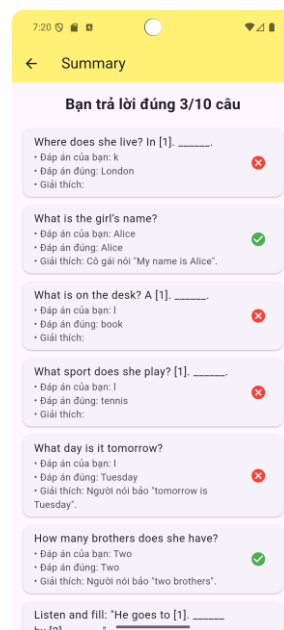 7:20
Summary
Bạn trả lời đúng 3/10 câu
Where does she live? In [1]. ______.
• Đáp án của bạn: k
• Đáp án đúng: London
• Giải thích:
What is the girl's name?
• Đáp án của bạn: Alice
• Đáp án đúng: Alice
• Giải thích: Cô gái nói "My name is Alice".
What is on the desk? A [1]. ______.
• Đáp án của bạn: l
• Đáp án đúng: book
• Giải thích:
What sport does she play? [1]. ______.
• Đáp án của bạn: l
• Đáp án đúng: tennis
• Giải thích:
What day is it tomorrow?
• Đáp án của bạn: l
• Đáp án đúng: Tuesday
• Giải thích: Người nói bảo "tomorrow is
Tuesday".
How many brothers does she have?
• Đáp án của bạn: Two
• Đáp án đúng: Two
• Giải thích: Người nói bảo "two brothers".
Listen and fill: "He goes to [1]. ______
by [2]. ______."